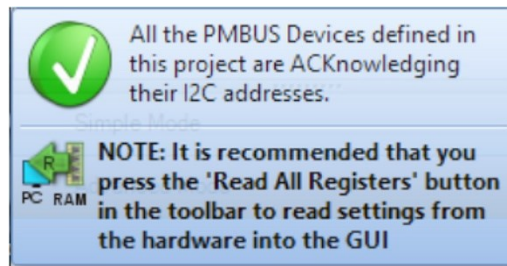 All the PMBUS Devices defined in
this project are ACKnowledging
their I2C addresses.
Simple Mode
NOTE: It is recommended that you
R
press the 'Read All Registers' button
PC RAM
in the toolbar to read settings from
the hardware into the GUI